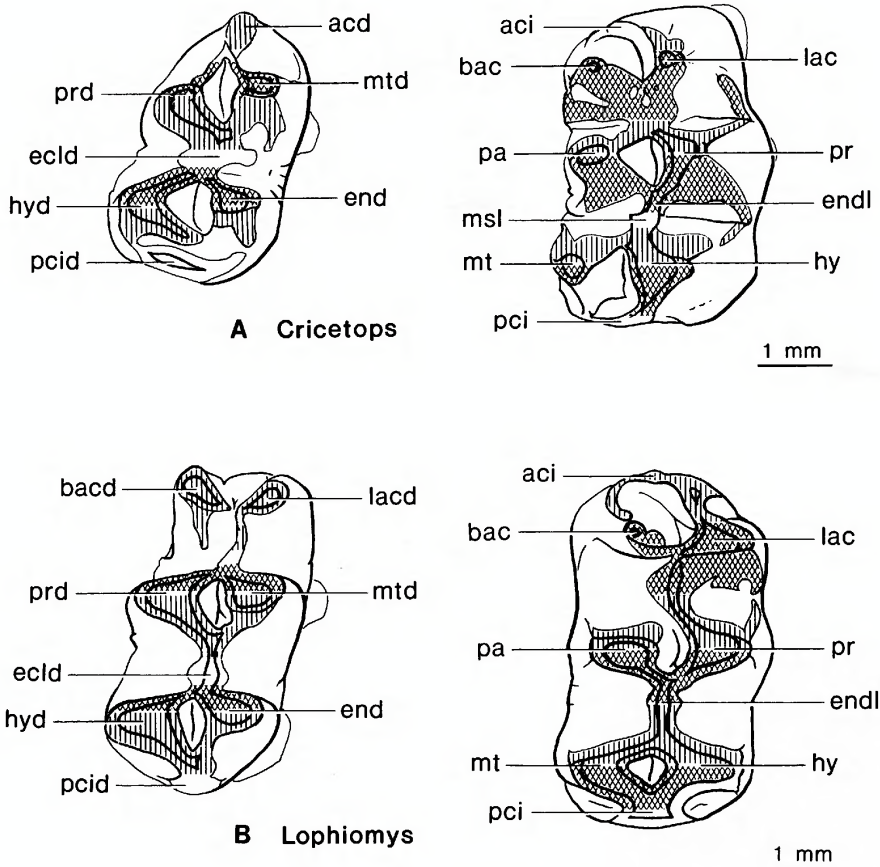 acd
prd
mtd
ecld
hyd
end
pcid
aci
bac
lac
pa
pr
endl
msl
mt
hy
pci
A Cricetops
1 mm
bacd
lacd
prd
mtd
ecld
hyd
end
pcid
aci
bac
lac
pa
pr
endl
mt
hy
pci
B Lophiomys
1 mm